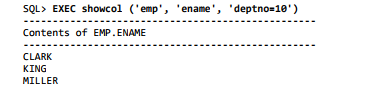 SQL> EXEC showcol ('emp', 'ename', 'deptno=10')
--------------------------------------------------
Contents of EMP.ENAME
--------------------------------------------------
CLARK
KING
MILLER